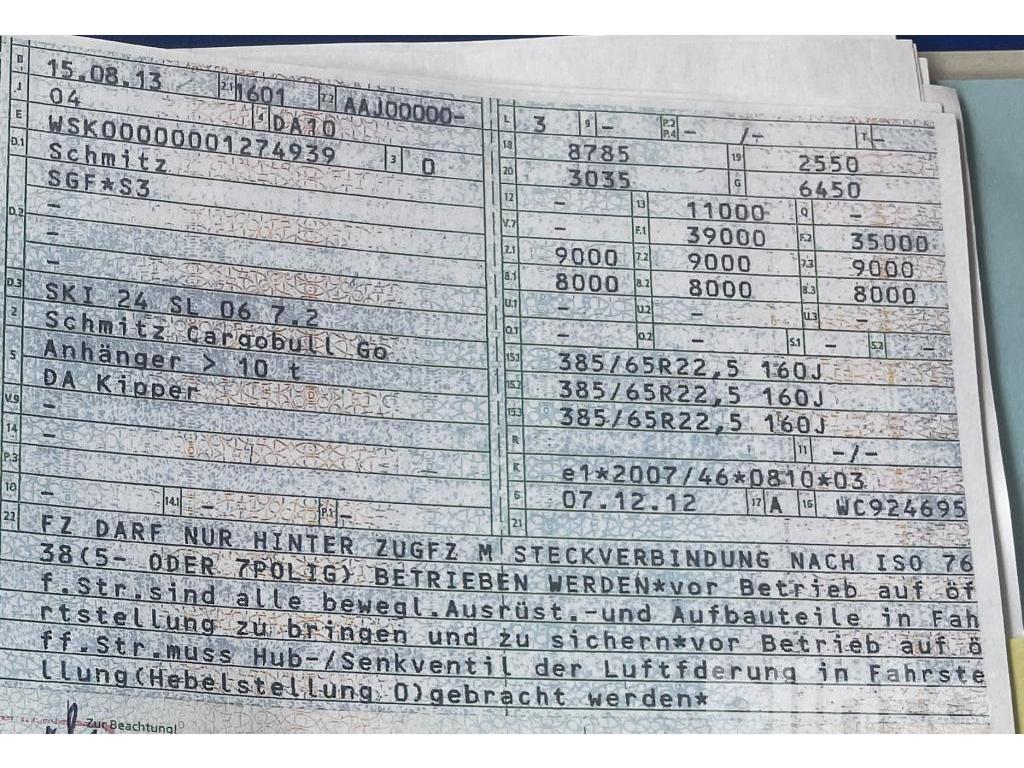 B 15.08.13 2.1 1601 2.2 AAJ00000-
J 04 4 DA10
E WSK00000001274939 3 0
D.1 Schmitz
SGF*S3
D.2 -
-
-
D.3 SKI 24 SL 06 7.2
2 Schmitz Cargobull Go
5 Anhänger > 10 t
DA Kipper
V.9 -
14 -
P.3
10 - 14.1 - P.1 -
L 3 9 - P.2 P.4 - /- T -
18 8785 19 2550
20 3035 G 6450
12 - 13 11000 Q -
V.7 - F.1 39000 F.2 35000
7.1 9000 7.2 9000 7.3 9000
8.1 8000 8.2 8000 8.3 8000
U.1 - U.2 - U.3 -
O.1 - O.2 - S.1 - S.2 -
15.1 385/65R22,5 160J
15.2 385/65R22,5 160J
15.3 385/65R22,5 160J
R 11 -/-
K e1*2007/46*0810*03
6 07.12.12 17 A 16 WC924695
21
22 FZ DARF NUR HINTER ZUGFZ M STECKVERBINDUNG NACH ISO 76
38(5- ODER 7POLIG) BETRIEBEN WERDEN*vor Betrieb auf öf
f.Str.sind alle bewegl.Ausrüst.-und Aufbauteile in Fah
rtstellung zu bringen und zu sichern*vor Betrieb auf ö
ff.Str.muss Hub-/Senkventil der Luftfderung in Fahrste
llung(Hebelstellung 0)gebracht werden*
Zur Beachtung!